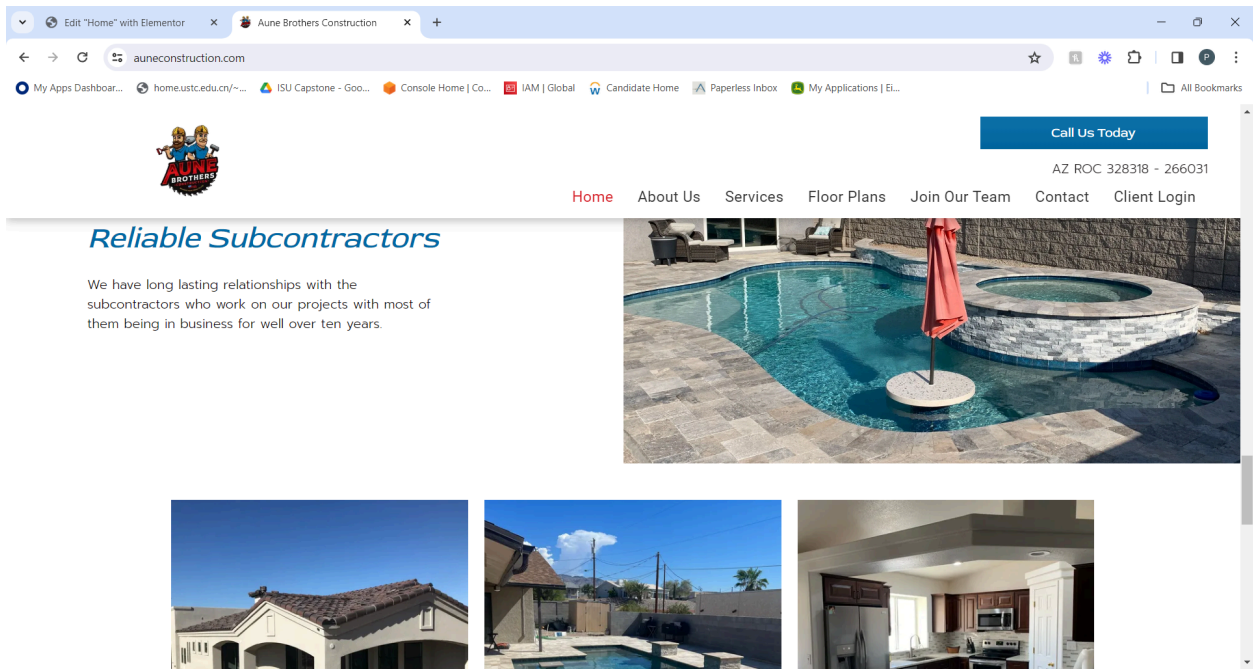 Edit "Home" with Elementor
Aune Brothers Construction
auneconstruction.com
P
My Apps Dashboar...
home.ustc.edu.cn/~...
ISU Capstone - Goo...
Console Home | Co...
IAM | Global
Candidate Home
Paperless Inbox
My Applications | Ei...
All Bookmarks
AUNE
BROTHERS
Call Us Today
AZ ROC 328318 - 266031
Home About Us Services Floor Plans Join Our Team Contact Client Login
Reliable Subcontractors
We have long lasting relationships with the
subcontractors who work on our projects with most of
them being in business for well over ten years.